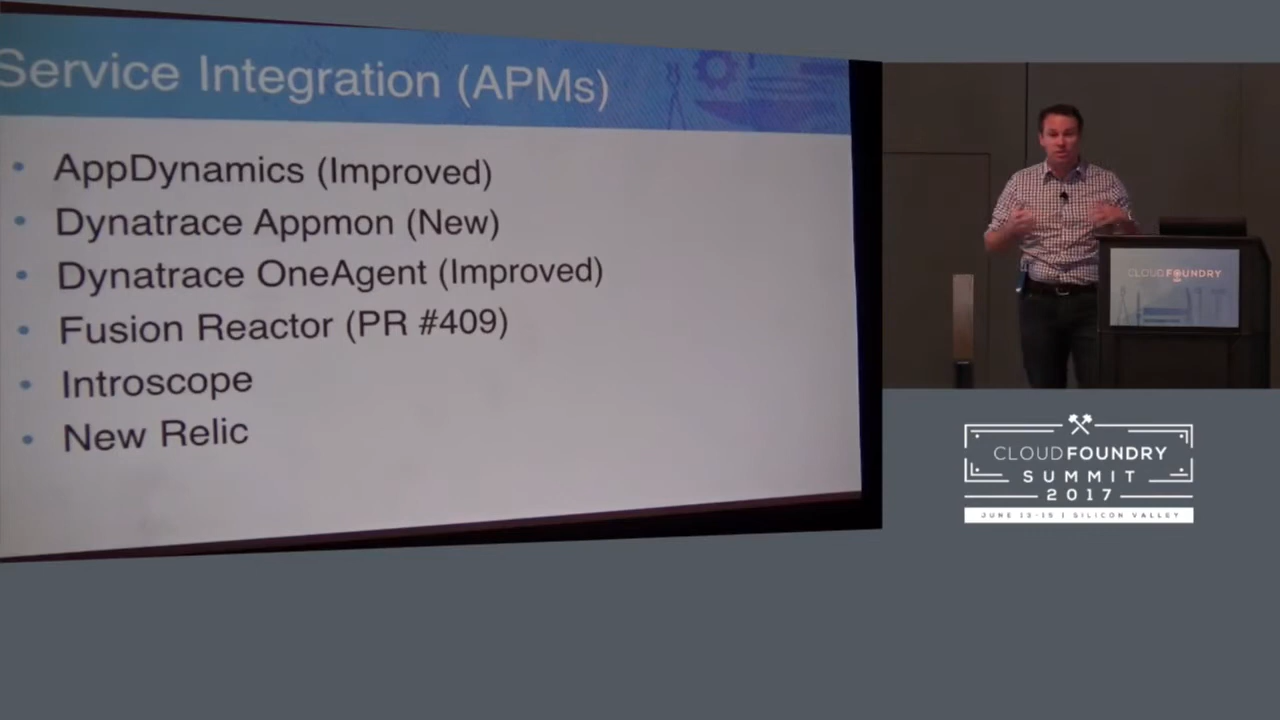 Service Integration (APMs)
• AppDynamics (Improved)
• Dynatrace Appmon (New)
• Dynatrace OneAgent (Improved)
• Fusion Reactor (PR #409)
• Introscope
• New Relic
CLOUD FOUNDRY
CLOUD FOUNDRY
SUMMIT
2017
JUNE 13-15 | SILICON VALLEY